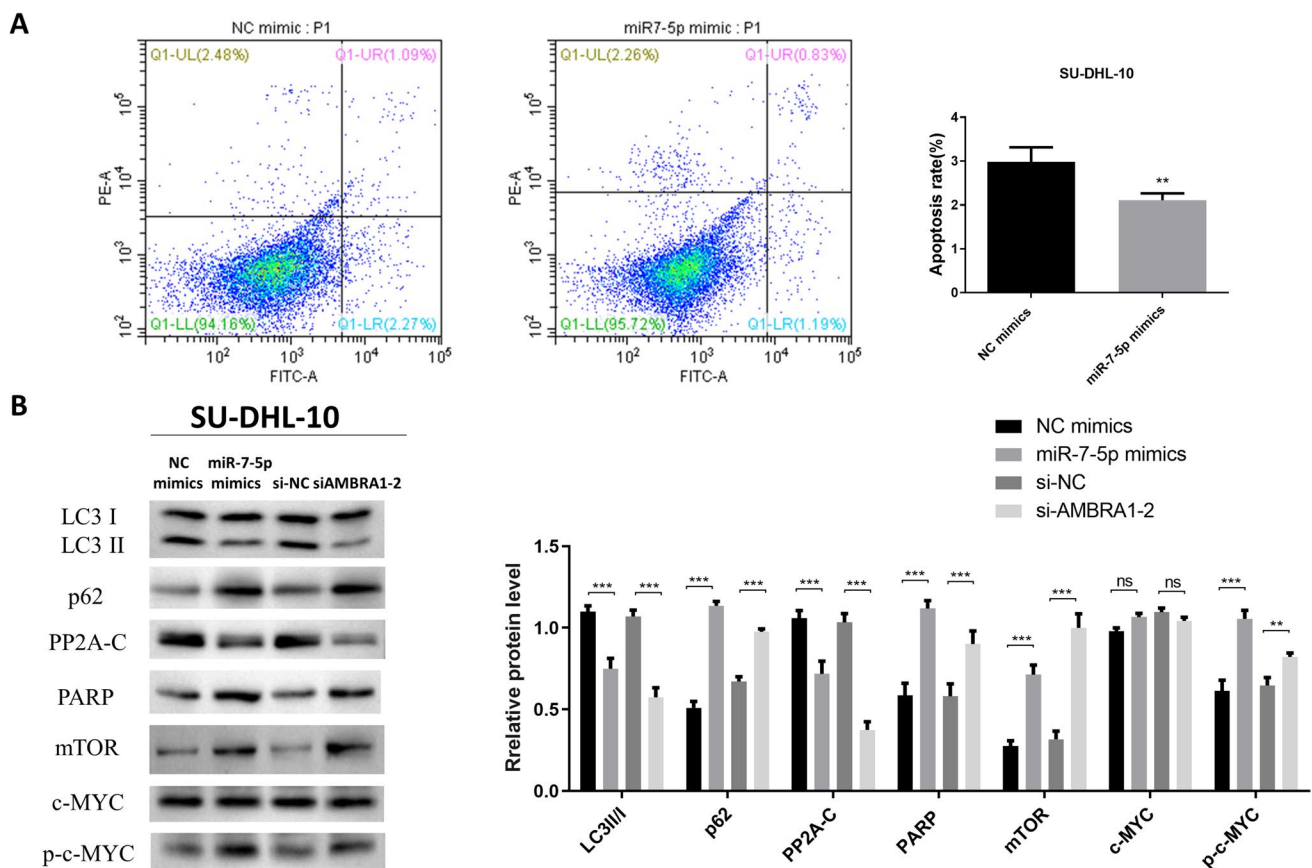 A
NC mimic : P1
Q1-UL(2.48%)
Q1-UR(1.09%)
Q1-LL(94.16%)
Q1-LR(2.27%)
PE-A
10^5
10^4
10^3
10^2
10^2
10^3
10^4
10^5
FITC-A
miR7-5p mimic : P1
Q1-UL(2.26%)
Q1-UR(0.83%)
Q1-LL(95.72%)
Q1-LR(1.19%)
PE-A
10^5
10^4
10^3
10^2
10^2
10^3
10^4
10^5
FITC-A
SU-DHL-10
Apoptosis rate(%)
4
3
2
1
0
**
NC mimics
miR-7-5p mimics
B
SU-DHL-10
NC mimics
miR-7-5p mimics
si-NC
siAMBRA1-2
LC3 I
LC3 II
p62
PP2A-C
PARP
mTOR
c-MYC
p-c-MYC
NC mimics
miR-7-5p mimics
si-NC
si-AMBRA1-2
Rrelative protein level
1.5
1.0
0.5
0.0
*** ***
*** ***
*** ***
*** ***
*** ***
ns ns
*** **
LC3II/I
p62
PP2A-C
PARP
mTOR
c-MYC
p-c-MYC